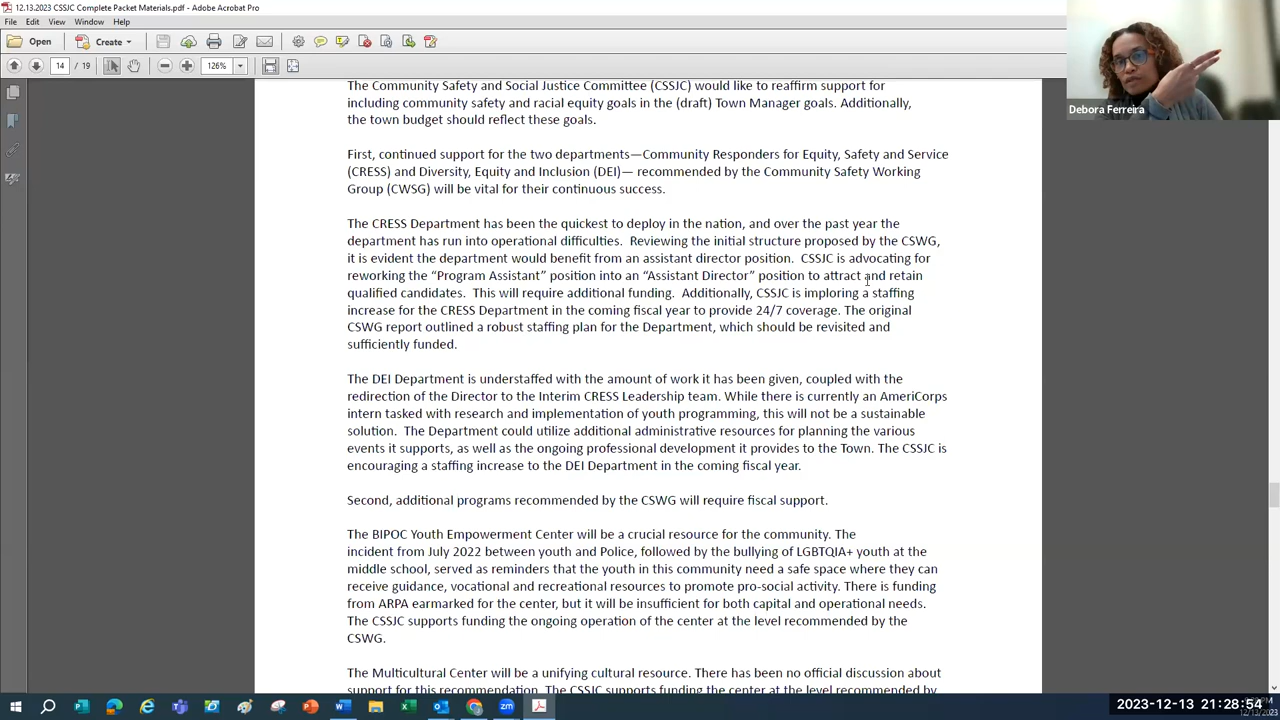 12.13.2023 CSSJC Complete Packet Materials.pdf - Adobe Acrobat Pro
File Edit View Window Help
Open Create
14 / 19 126%
Debora Ferreira
The Community Safety and Social Justice Committee (CSSJC) would like to reaffirm support for
including community safety and racial equity goals in the (draft) Town Manager goals. Additionally,
the town budget should reflect these goals.
First, continued support for the two departments—Community Responders for Equity, Safety and Service
(CRESS) and Diversity, Equity and Inclusion (DEI)— recommended by the Community Safety Working
Group (CWSG) will be vital for their continuous success.
The CRESS Department has been the quickest to deploy in the nation, and over the past year the
department has run into operational difficulties. Reviewing the initial structure proposed by the CSWG,
it is evident the department would benefit from an assistant director position. CSSJC is advocating for
reworking the “Program Assistant” position into an “Assistant Director” position to attract and retain
qualified candidates. This will require additional funding. Additionally, CSSJC is imploring a staffing
increase for the CRESS Department in the coming fiscal year to provide 24/7 coverage. The original
CSWG report outlined a robust staffing plan for the Department, which should be revisited and
sufficiently funded.
The DEI Department is understaffed with the amount of work it has been given, coupled with the
redirection of the Director to the Interim CRESS Leadership team. While there is currently an AmeriCorps
intern tasked with research and implementation of youth programming, this will not be a sustainable
solution. The Department could utilize additional administrative resources for planning the various
events it supports, as well as the ongoing professional development it provides to the Town. The CSSJC is
encouraging a staffing increase to the DEI Department in the coming fiscal year.
Second, additional programs recommended by the CSWG will require fiscal support.
The BIPOC Youth Empowerment Center will be a crucial resource for the community. The
incident from July 2022 between youth and Police, followed by the bullying of LGBTQIA+ youth at the
middle school, served as reminders that the youth in this community need a safe space where they can
receive guidance, vocational and recreational resources to promote pro-social activity. There is funding
from ARPA earmarked for the center, but it will be insufficient for both capital and operational needs.
The CSSJC supports funding the ongoing operation of the center at the level recommended by the
CSWG.
The Multicultural Center will be a unifying cultural resource. There has been no official discussion about
support for this recommendation. The CSSJC supports funding the center at the level recommended by
2023-12-13 21:28:54